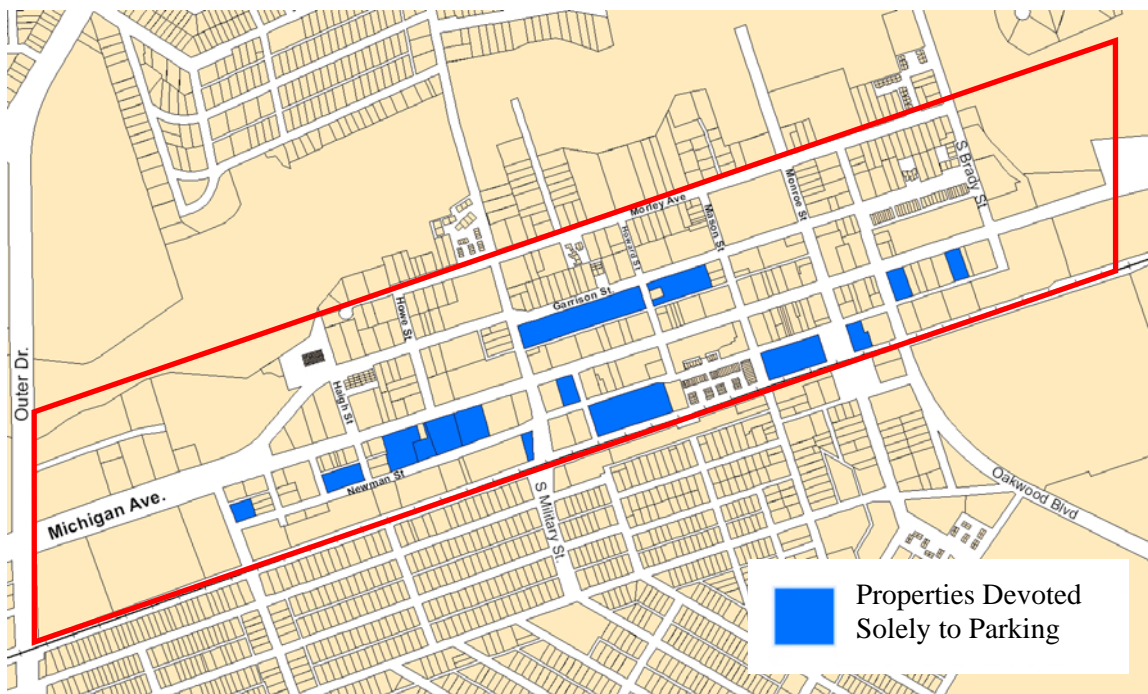 S Brady St
Monroe St
Morley Ave
Mason St
Howard St
Garrison St.
Howe St
Outer Dr.
Haigh St
Newman St
Michigan Ave.
S Military St.
Oakwood Blvd
Properties Devoted
Solely to Parking